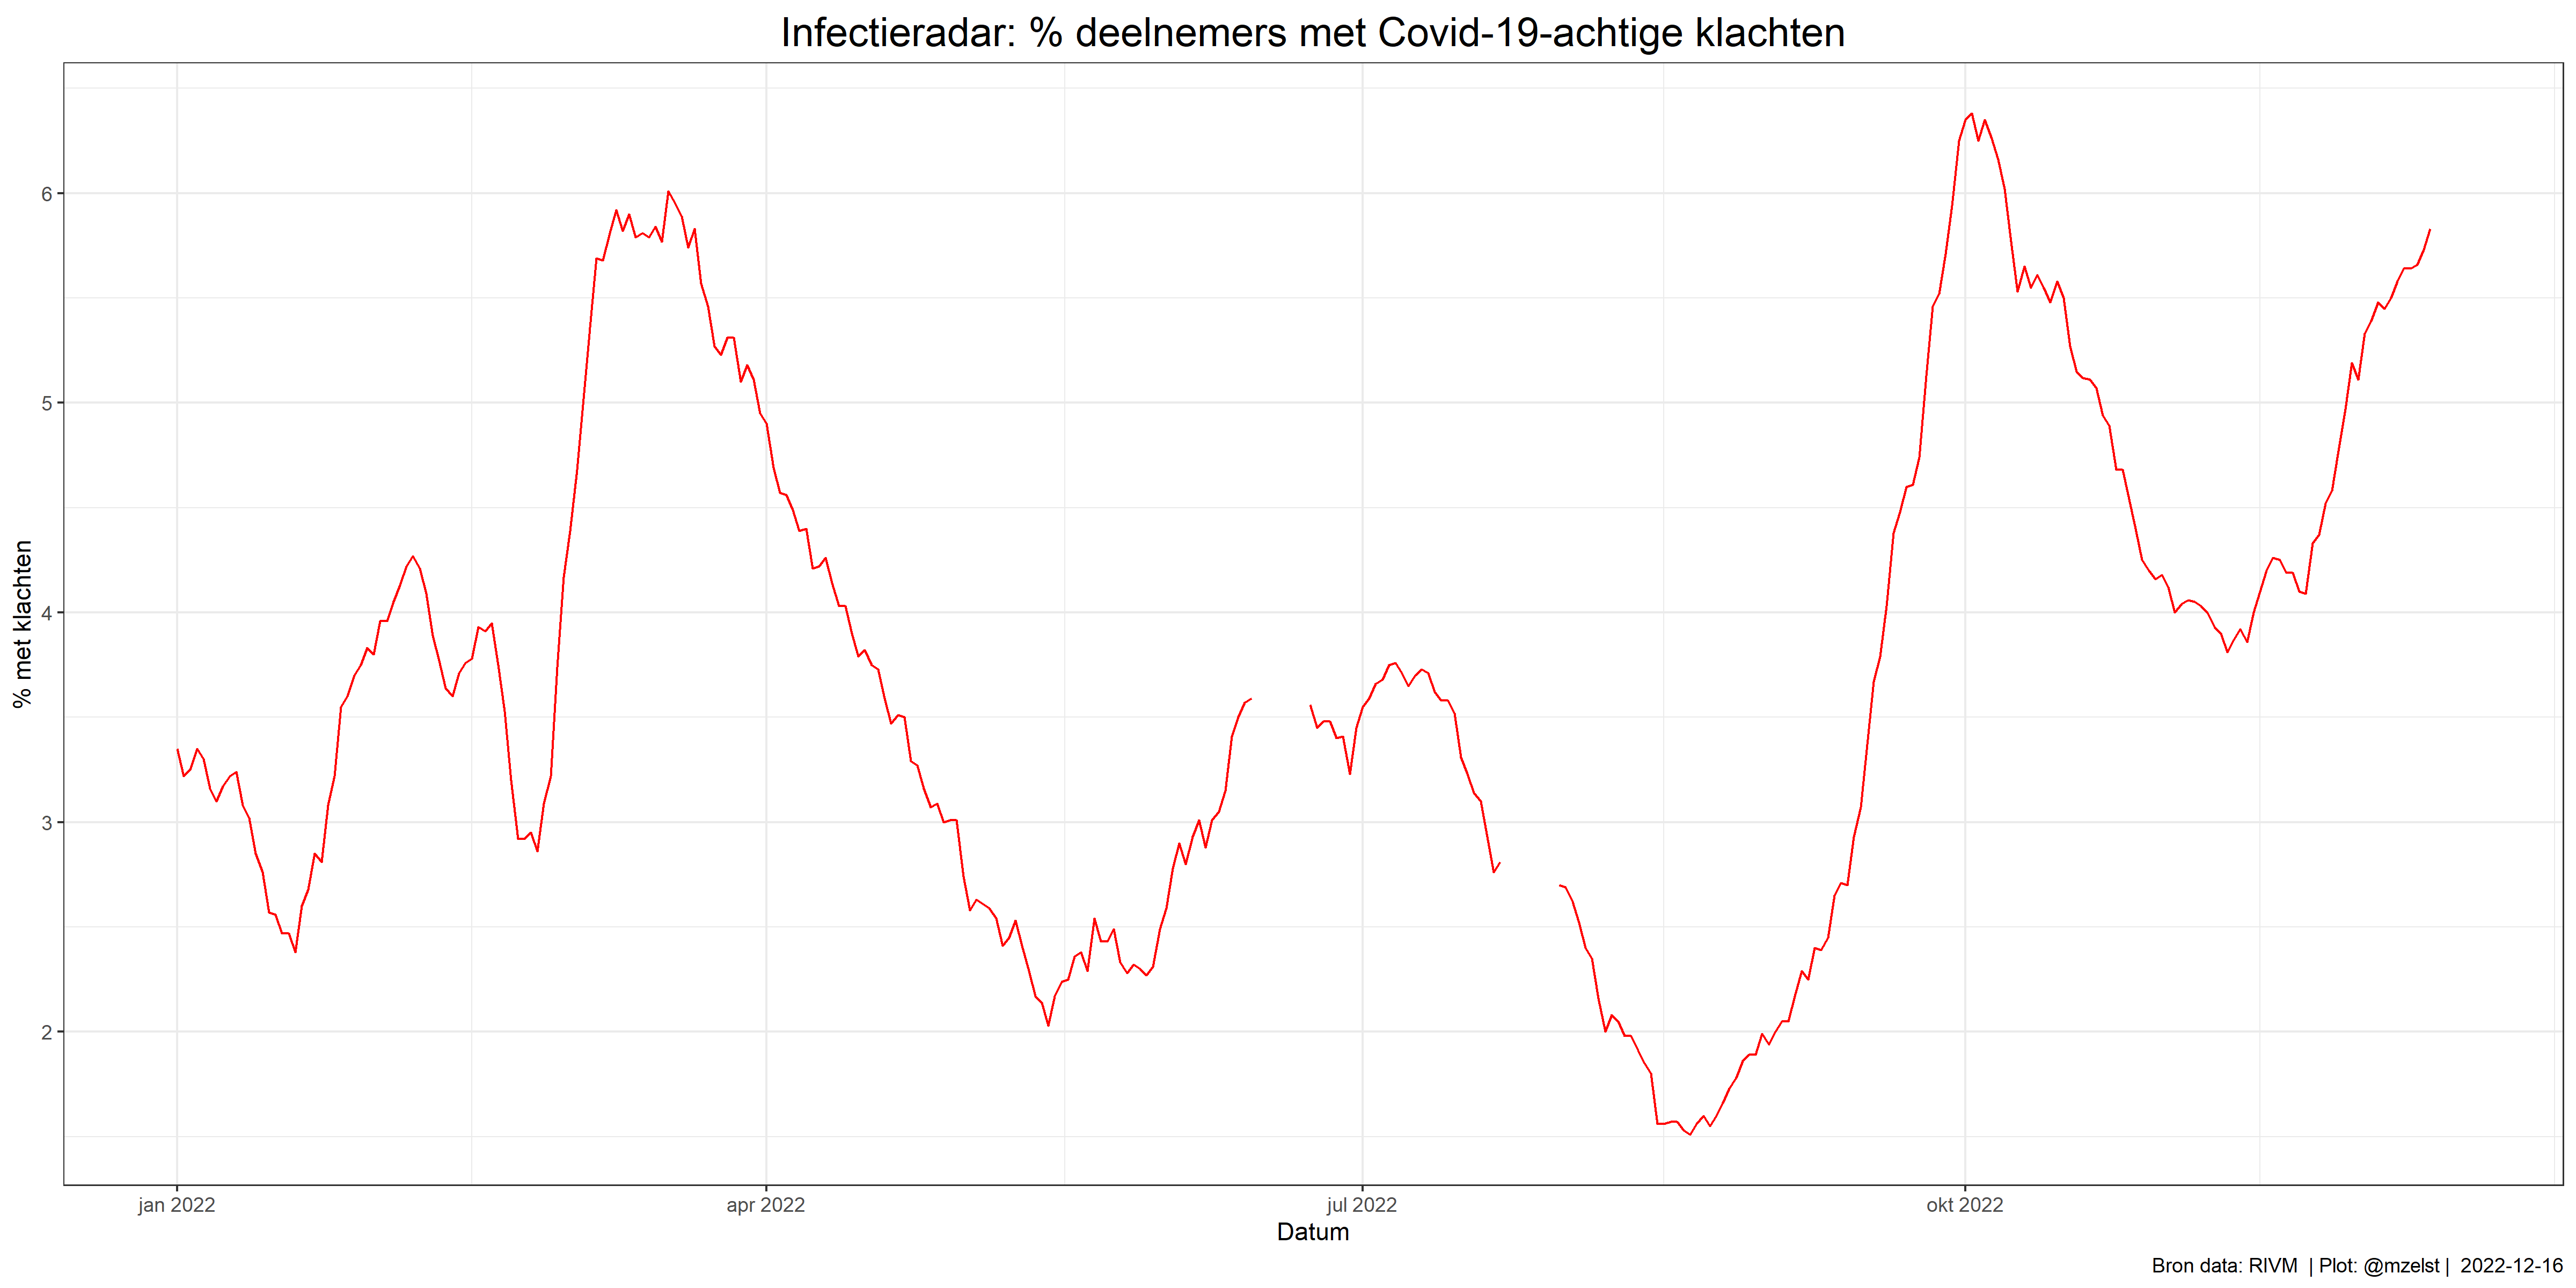 Infectieradar: % deelnemers met Covid-19-achtige klachten
% met klachten
6
5
4
3
2
jan 2022
apr 2022
jul 2022
okt 2022
Datum
Bron data: RIVM | Plot: @mzelst | 2022-12-16